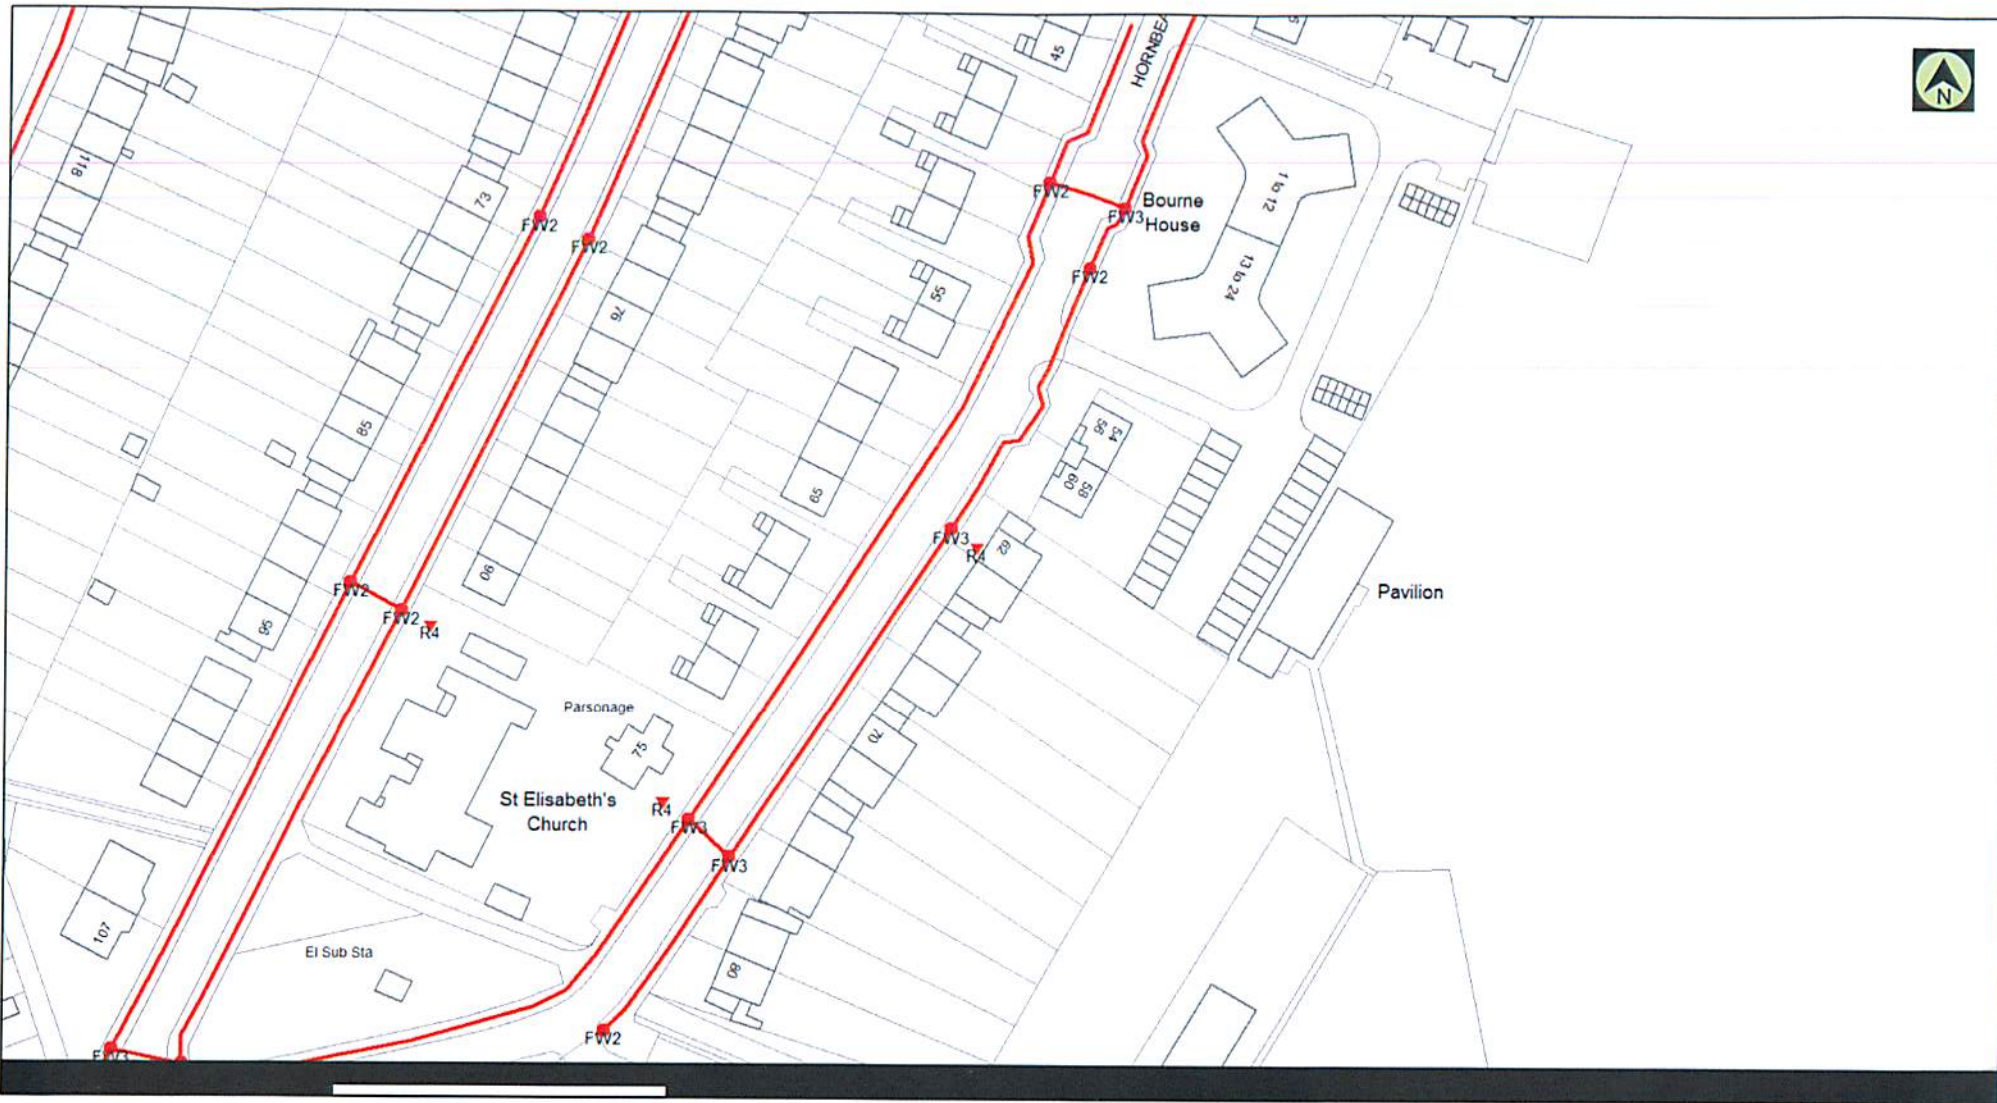 45
HORNBEA
N
118
73
FW2
FW2
FW2
FW3
Bourne
House
1 to 12
FW2
13 to 24
55
76
85
65
54
56
58
60
FW3
R4
62
Pavilion
90
FW2
FW2
R4
95
Parsonage
75
70
St Elisabeth's
Church
R4
FW3
FW3
107
El Sub Sta
80
FW2
FW3